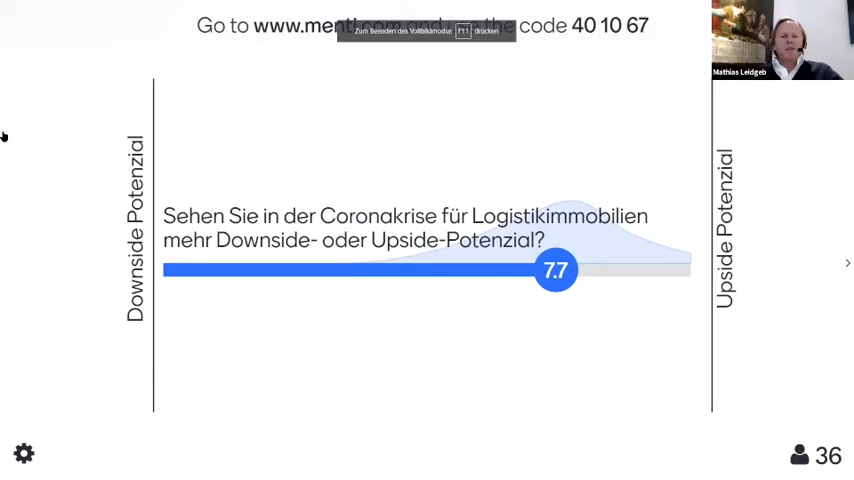 Go to www.menti.com and use the code 40 10 67
Zum Beenden des Vollbildmodus F11 drücken
Mathias Leidgeb
Downside Potenzial
Sehen Sie in der Coronakrise für Logistikimmobilien
mehr Downside- oder Upside-Potenzial?
7.7
Upside Potenzial
36